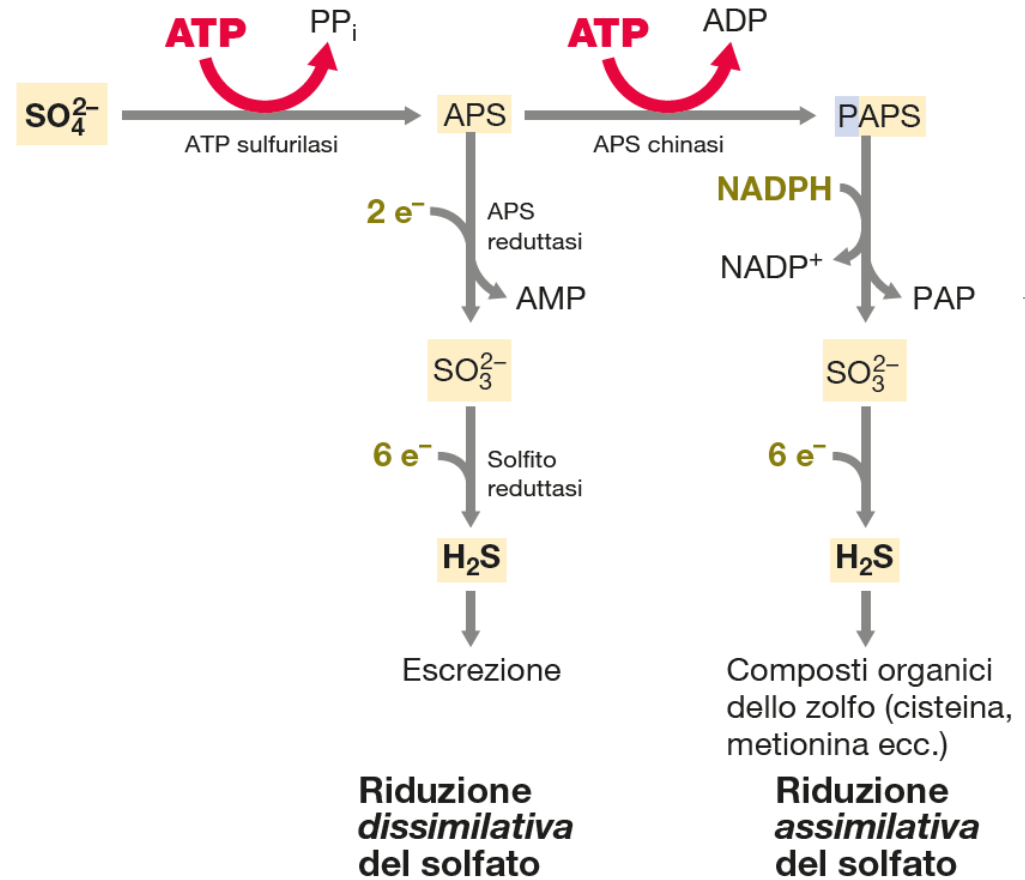 ATP
PPi
ATP
ADP
SO₄²⁻
APS
PAPS
ATP sulfurilasi
APS chinasi
2 e⁻
APS
reduttasi
AMP
NADPH
NADP⁺
PAP
SO₃²⁻
SO₃²⁻
6 e⁻
Solfito
reduttasi
6 e⁻
H₂S
H₂S
Escrezione
Composti organici
dello zolfo (cisteina,
metionina ecc.)
Riduzione
dissimilativa
del solfato
Riduzione
assimilativa
del solfato